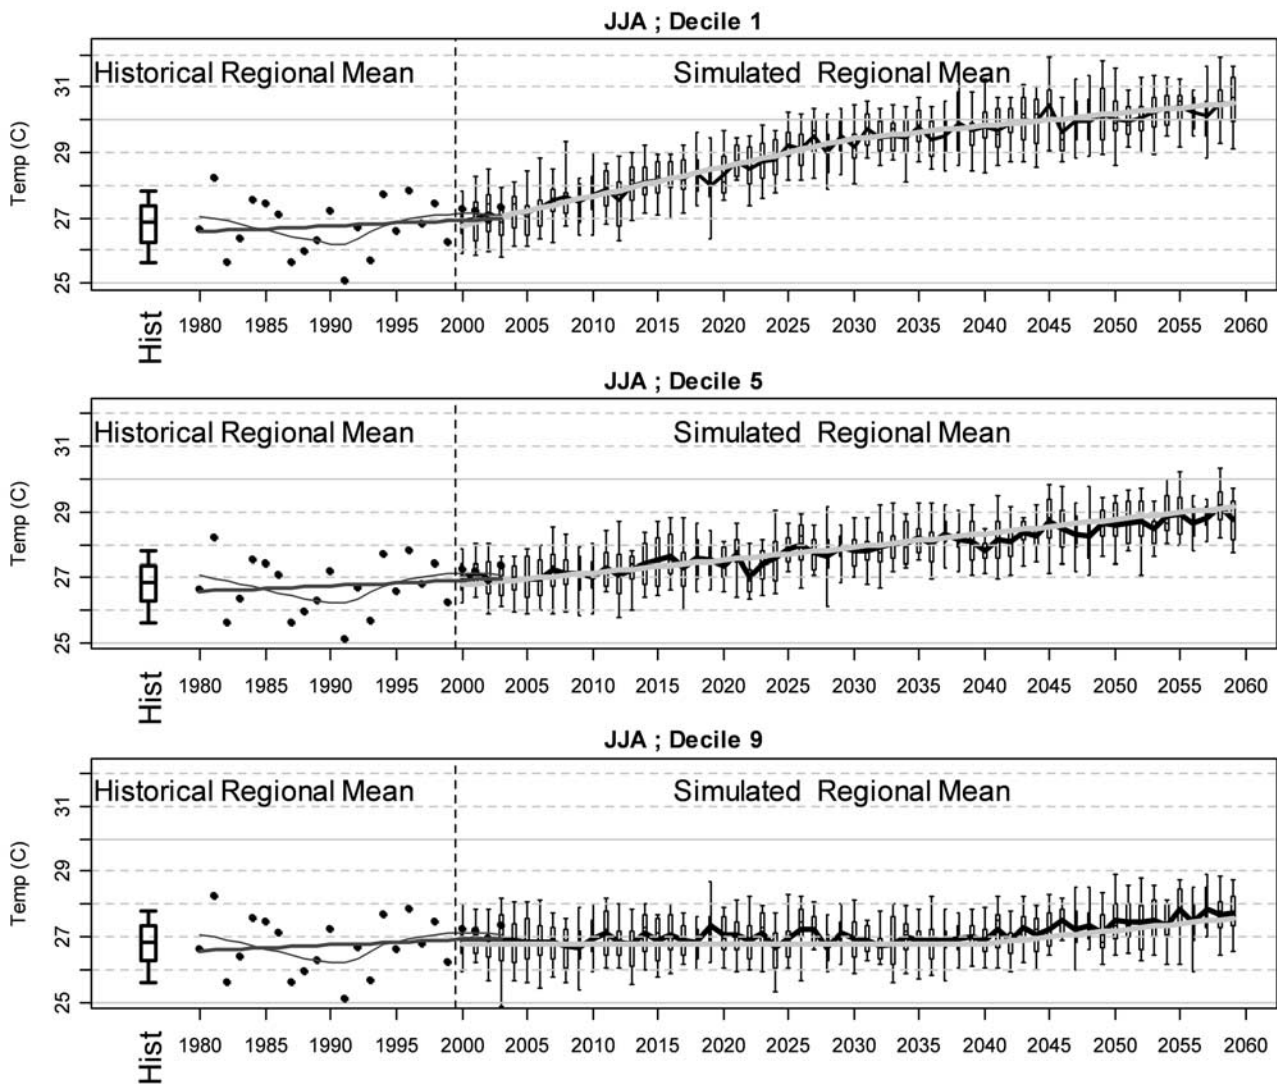 JJA ; Decile 1
Historical Regional Mean Simulated Regional Mean
Temp (C)
31
29
27
25
Hist
1980 1985 1990 1995 2000 2005 2010 2015 2020 2025 2030 2035 2040 2045 2050 2055 2060
JJA ; Decile 5
Historical Regional Mean Simulated Regional Mean
Temp (C)
31
29
27
25
Hist
1980 1985 1990 1995 2000 2005 2010 2015 2020 2025 2030 2035 2040 2045 2050 2055 2060
JJA ; Decile 9
Historical Regional Mean Simulated Regional Mean
Temp (C)
31
29
27
25
Hist
1980 1985 1990 1995 2000 2005 2010 2015 2020 2025 2030 2035 2040 2045 2050 2055 2060